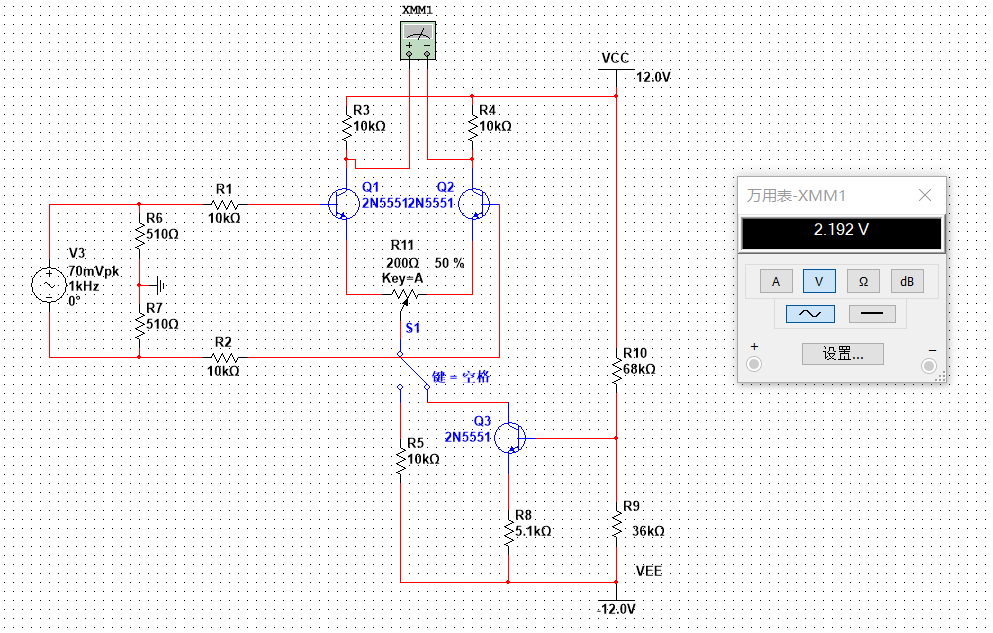 XMM1
VCC
12.0V
R3
10kΩ
R4
10kΩ
Q1
2N5551
Q2
2N5551
R1
10kΩ
R6
510Ω
V3
70mVpk
1kHz
0°
R7
510Ω
R2
10kΩ
R11
200Ω 50 %
Key=A
S1
键 = 空格
R10
68kΩ
Q3
2N5551
R5
10kΩ
R8
5.1kΩ
R9
36kΩ
VEE
-12.0V
万用表-XMM1
2.192 V
A V Ω dB
+ 设置... −